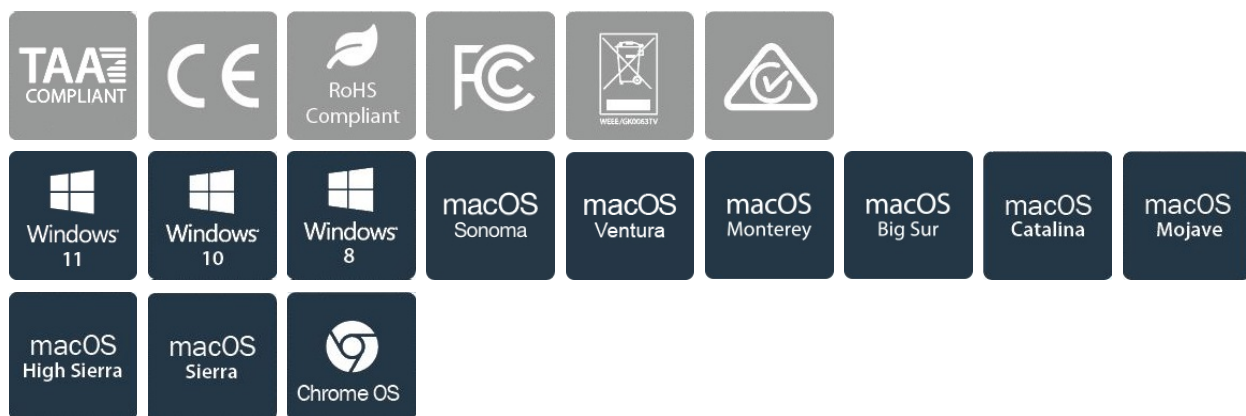 TAA
COMPLIANT
CE
RoHS
Compliant
FC
WEEE/GK0063TV
Windows
11
Windows
10
Windows
8
macOS
Sonoma
macOS
Ventura
macOS
Monterey
macOS
Big Sur
macOS
Catalina
macOS
Mojave
macOS
High Sierra
macOS
Sierra
Chrome OS